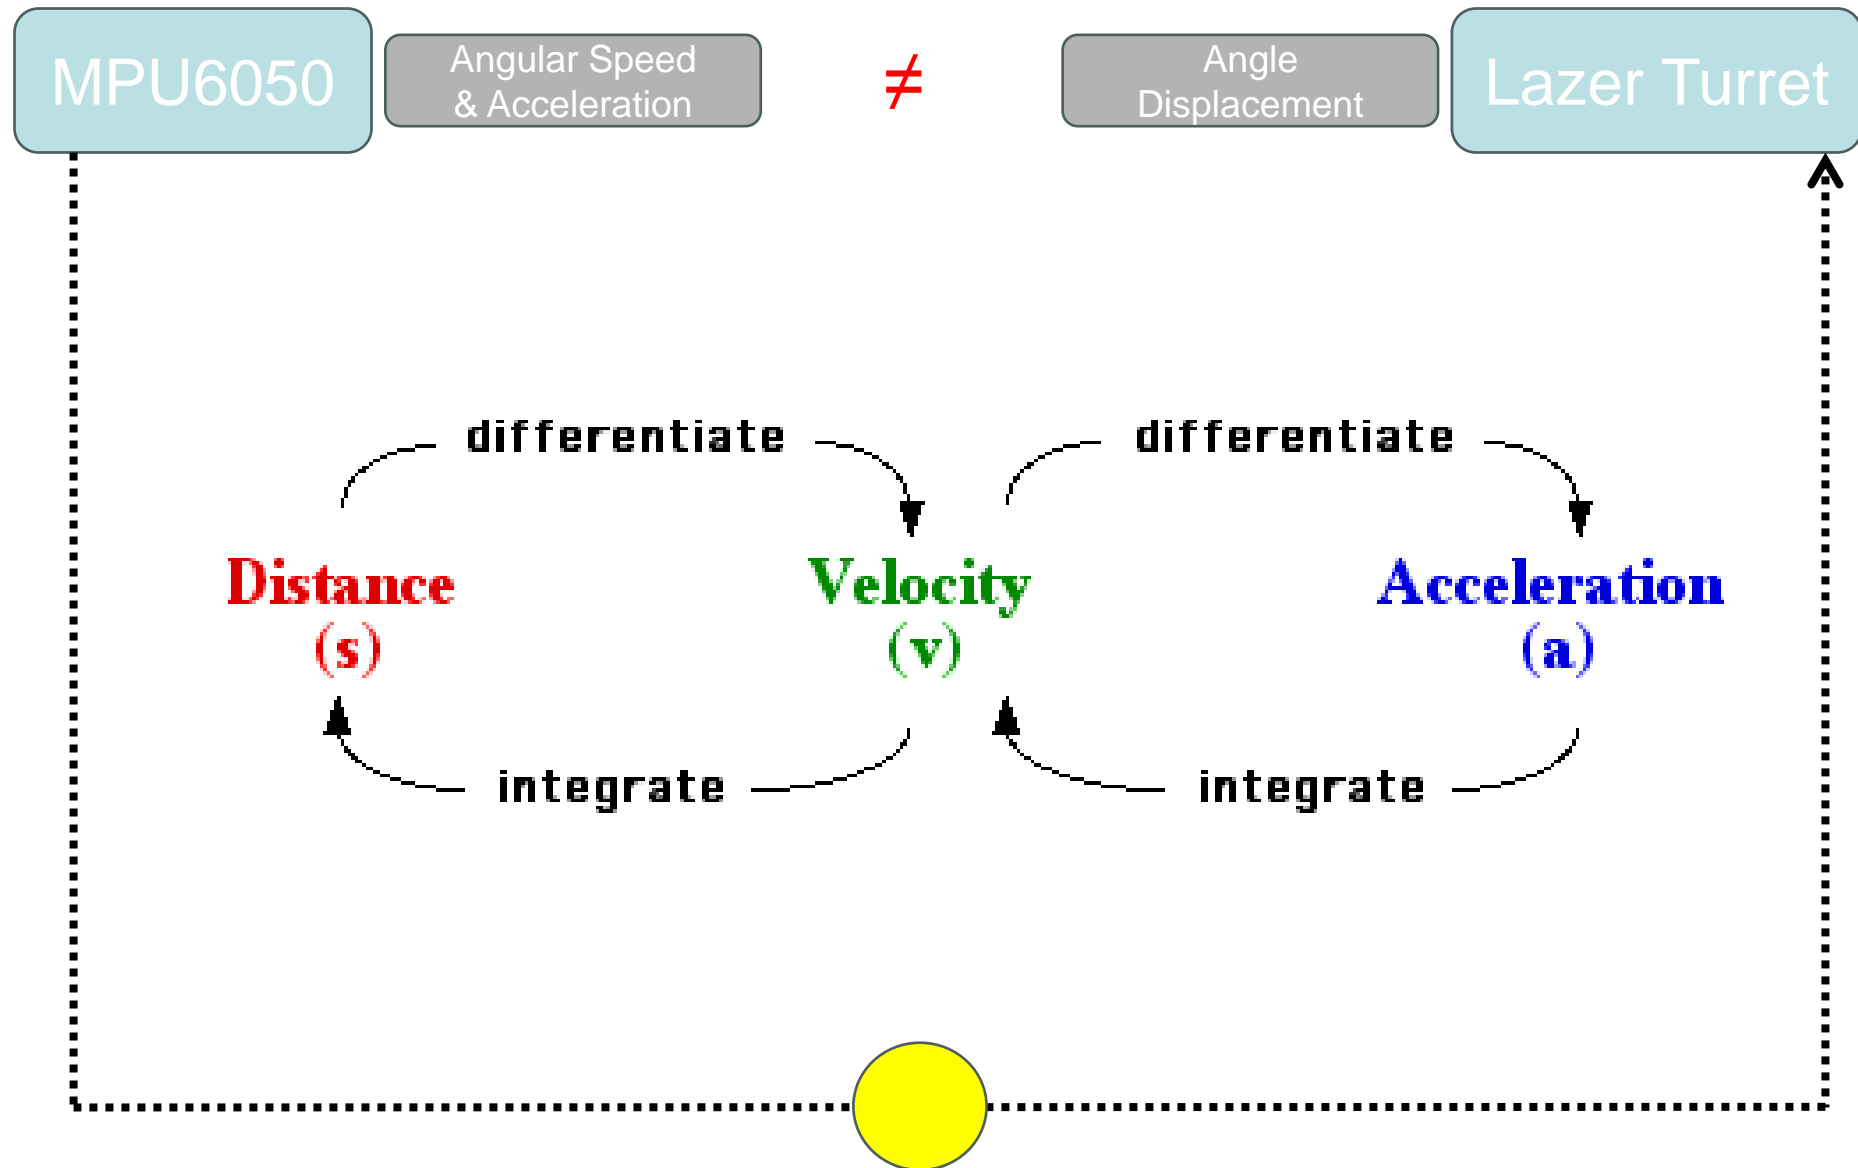 MPU6050
Angular Speed
& Acceleration
≠
Angle
Displacement
Lazer Turret
differentiate
differentiate
Distance
(s)
Velocity
(v)
Acceleration
(a)
integrate
integrate